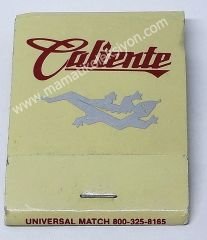 Caliente
UNIVERSAL MATCH 800-325-8165